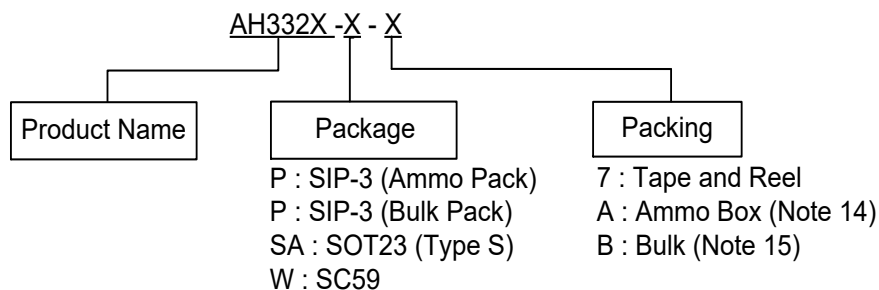 AH332X -X - X
Product Name
Package
Packing
P : SIP-3 (Ammo Pack)
P : SIP-3 (Bulk Pack)
SA : SOT23 (Type S)
W : SC59
7 : Tape and Reel
A : Ammo Box (Note 14)
B : Bulk (Note 15)